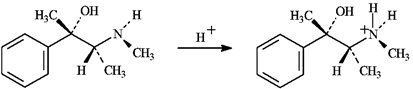 H₃C OH H
N
CH₃
H CH₃
H⁺
H₃C OH H
N⁺ H
CH₃
H CH₃